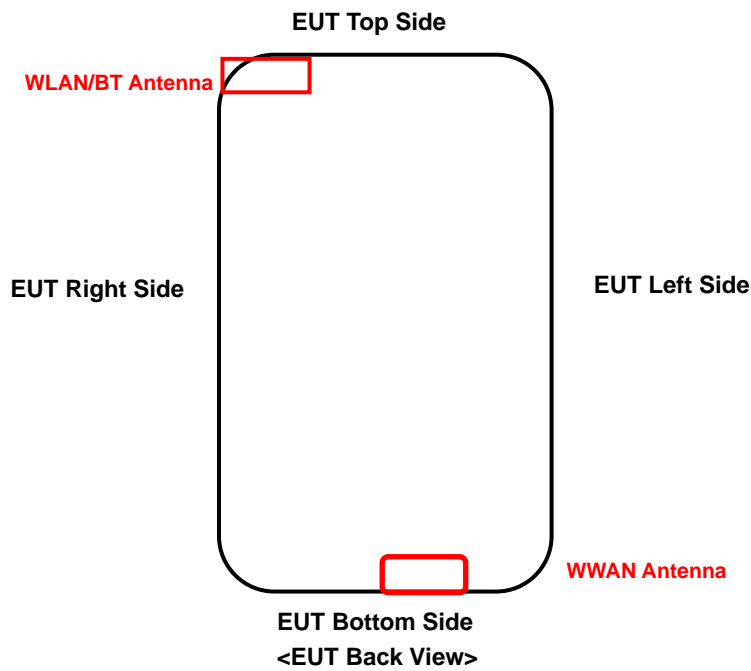 EUT Top Side
WLAN/BT Antenna
EUT Right Side
EUT Left Side
WWAN Antenna
EUT Bottom Side
<EUT Back View>